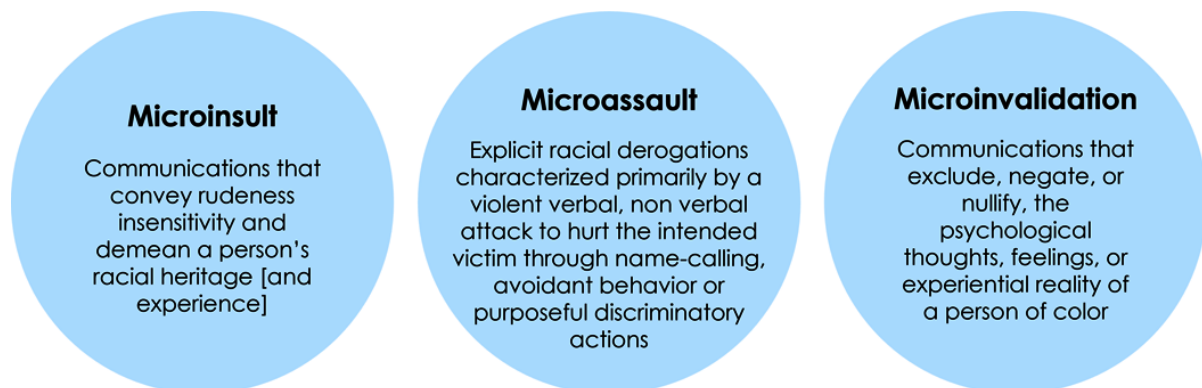 Microinsult
Communications that
convey rudeness
insensitivity and
demean a person's
racial heritage [and
experience]
Microassault
Explicit racial derogations
characterized primarily by a
violent verbal, non verbal
attack to hurt the intended
victim through name-calling,
avoidant behavior or
purposeful discriminatory
actions
Microinvalidation
Communications that
exclude, negate, or
nullify, the
psychological
thoughts, feelings, or
experiential reality of
a person of color